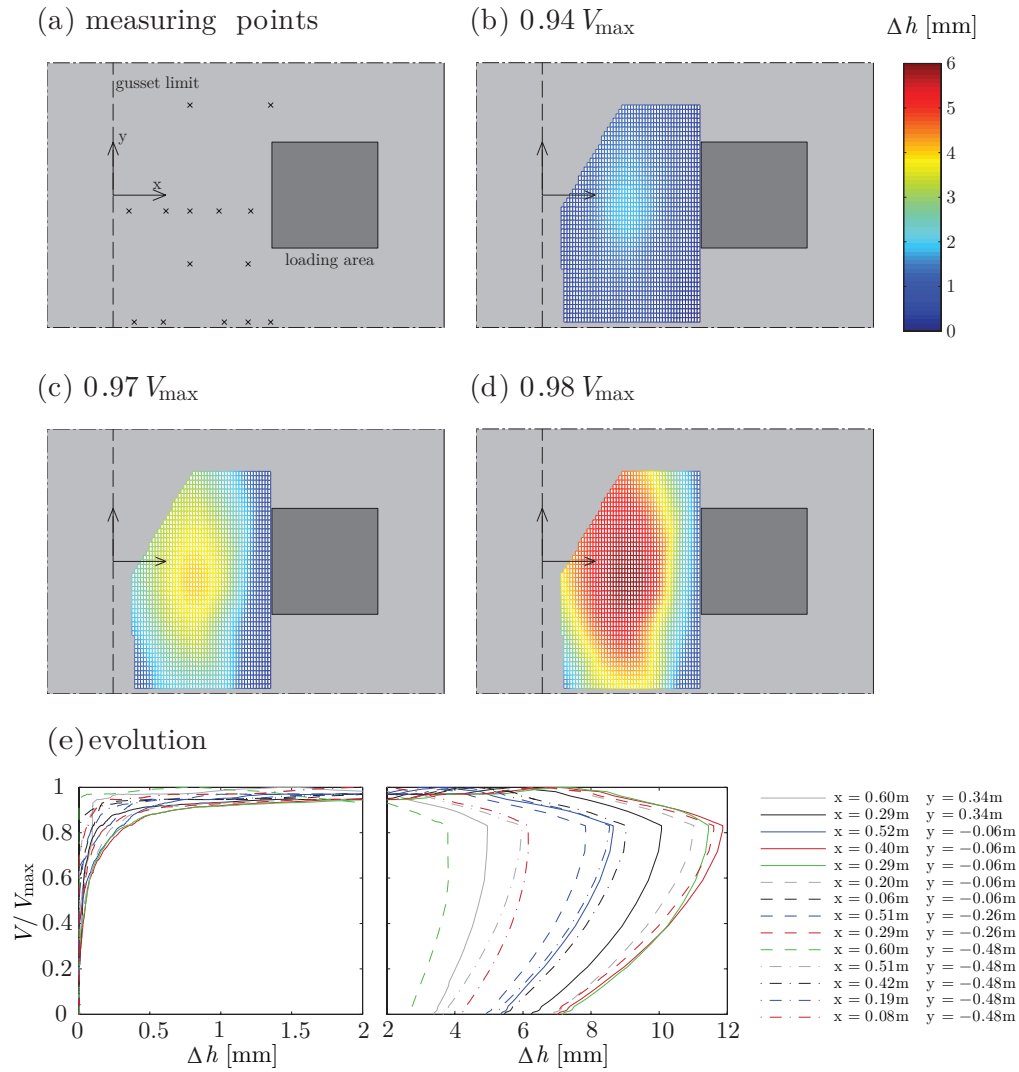 (a) measuring points
(b) 0.94 Vmax
Δh [mm]
gusset limit
y
x
loading area
6
5
4
3
2
1
0
(c) 0.97 Vmax
(d) 0.98 Vmax
(e) evolution
V/Vmax
1
0.8
0.6
0.4
0.2
0
0 0.5 1 1.5 2
Δh [mm]
2 4 6 8 10 12
Δh [mm]
x = 0.60m y = 0.34m
x = 0.29m y = 0.34m
x = 0.52m y = −0.06m
x = 0.40m y = −0.06m
x = 0.29m y = −0.06m
x = 0.20m y = −0.06m
x = 0.06m y = −0.06m
x = 0.51m y = −0.26m
x = 0.29m y = −0.26m
x = 0.60m y = −0.48m
x = 0.51m y = −0.48m
x = 0.42m y = −0.48m
x = 0.19m y = −0.48m
x = 0.08m y = −0.48m